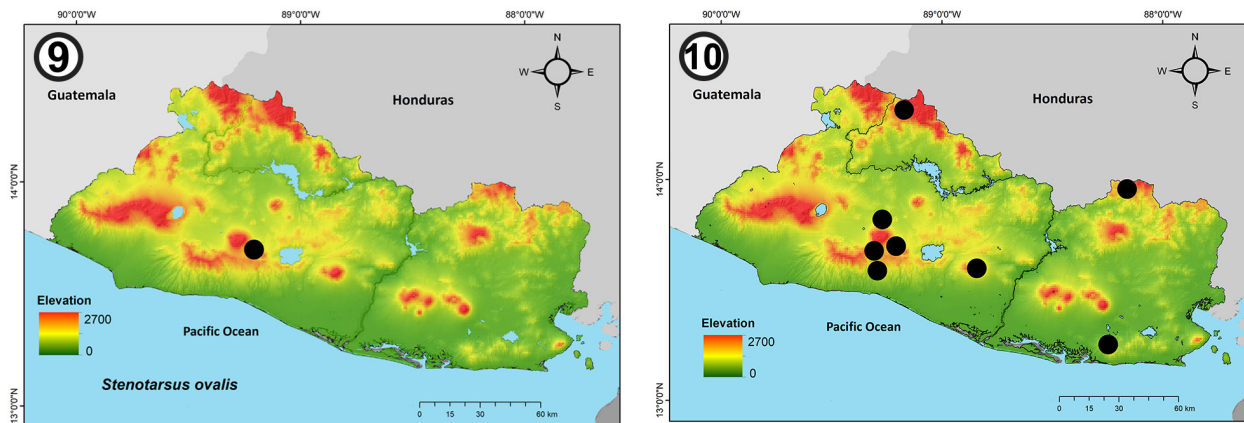 90°0'0"W 89°0'0"W 88°0'0"W
9
N
W E
S
Guatemala
Honduras
14°0'0"N
Elevation
2700
0
Pacific Ocean
Stenotarsus ovalis
0 15 30 60 km
13°0'0"N
90°0'0"W 89°0'0"W 88°0'0"W
10
N
W E
S
Guatemala
Honduras
14°0'0"N
Elevation
2700
0
Pacific Ocean
0 15 30 60 km
13°0'0"N